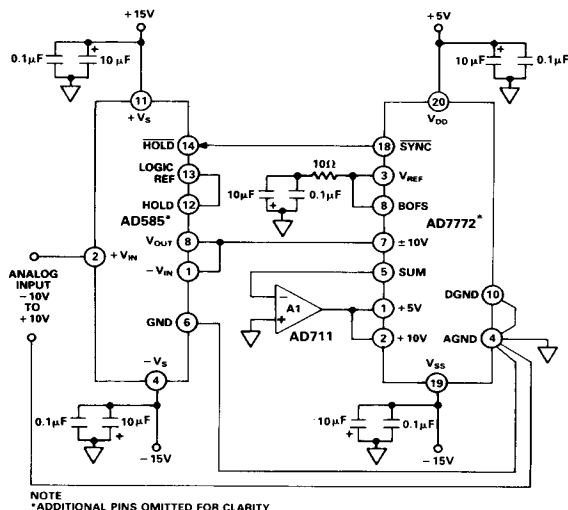 +15V
+5V
0.1μF
10μF
10μF
0.1μF
11
+VS
20
VDD
HOLD
14
18
SYNC
LOGIC
REF
13
10Ω
3
VREF
10μF
0.1μF
HOLD
12
8
BOFS
AD585*
AD7772*
VOUT
8
7
±10V
2
+VIN
-VIN
1
5
SUM
ANALOG
INPUT
-10V
TO
+10V
DGND
10
GND
6
A1
1
+5V
AD711
2
+10V
AGND
4
-VS
4
VSS
19
0.1μF
10μF
10μF
0.1μF
-15V
-15V
NOTE
*ADDITIONAL PINS OMITTED FOR CLARITY